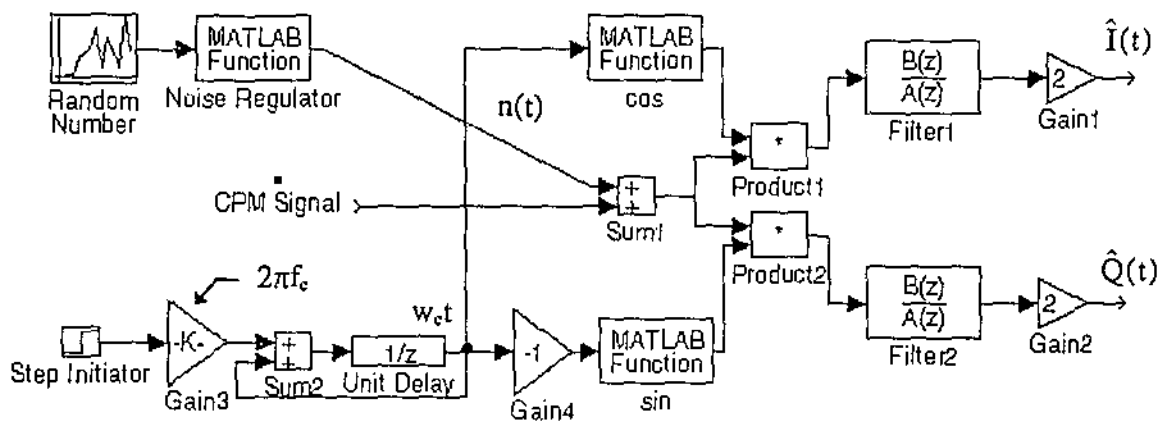 MATLAB
Function
Noise Regulator
Random
Number
MATLAB
Function
cos
n(t)
B(z)
A(z)
Filter1
2
Gain1
Î(t)
*
Product1
CPM Signal
+
+
Sum1
*
Product2
B(z)
A(z)
Filter2
2
Gain2
Q̂(t)
2πfc
-K-
Gain3
Step Initiator
+
+
Sum2
1/z
Unit Delay
wct
-1
Gain4
MATLAB
Function
sin